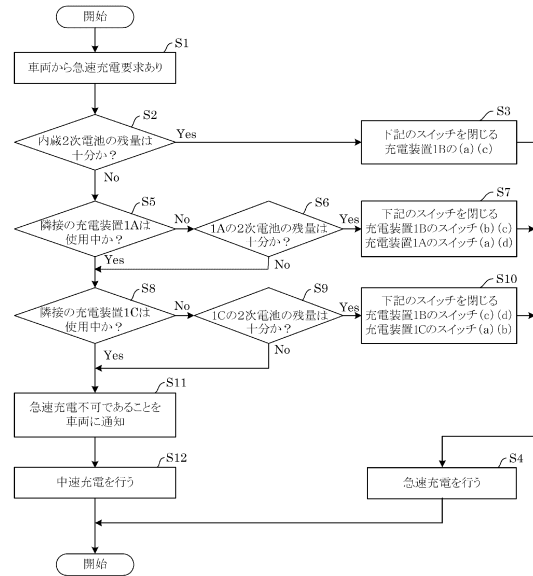 開始
S1
車両から急速充電要求あり
S2
内蔵2次電池の残量は
十分か？
Yes
No
S3
下記のスイッチを閉じる
充電装置1Bの(a)(c)
S5
隣接の充電装置1Aは
使用中か？
No
Yes
S6
1Aの2次電池の残量は
十分か？
Yes
No
S7
下記のスイッチを閉じる
充電装置1Bのスイッチ(b)(c)
充電装置1Aのスイッチ(a)(d)
S8
隣接の充電装置1Cは
使用中か？
No
Yes
S9
1Cの2次電池の残量は
十分か？
Yes
No
S10
下記のスイッチを閉じる
充電装置1Bのスイッチ(c)(d)
充電装置1Cのスイッチ(a)(b)
S11
急速充電不可であることを
車両に通知
S12
中速充電を行う
S4
急速充電を行う
開始